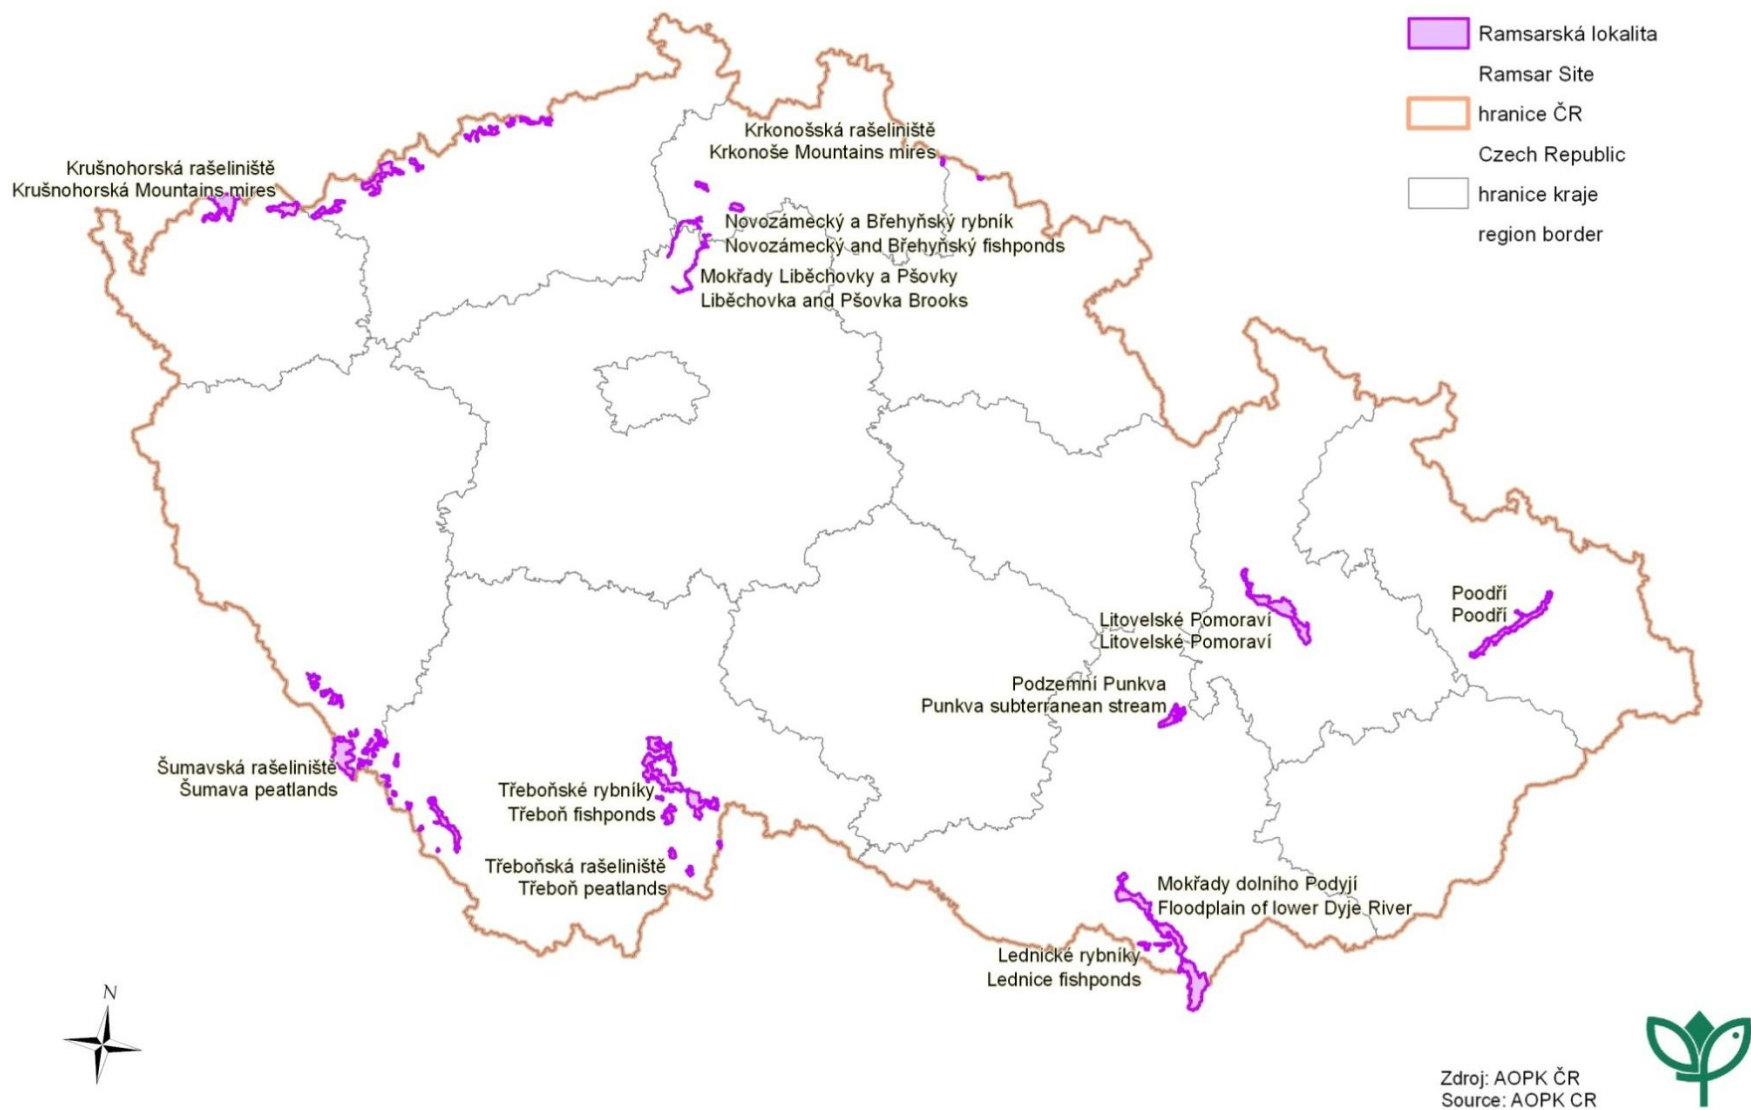 Ramsarská lokalita
Ramsar Site
hranice ČR
Czech Republic
hranice kraje
region border
Krkonošská rašeliniště
Krkonoše Mountains mires
Krušnohorská rašeliniště
Krušnohorská Mountains mires
Novozámecký a Břehyňský rybník
Novozámecký and Břehyňský fishponds
Mokřady Liběchovky a Pšovky
Liběchovka and Pšovka Brooks
Poodří
Poodří
Litovelské Pomoraví
Litovelské Pomoraví
Podzemní Punkva
Punkva subterranean stream
Šumavská rašeliniště
Šumava peatlands
Třeboňské rybníky
Třeboň fishponds
Třeboňská rašeliniště
Třeboň peatlands
Mokřady dolního Podyjí
Floodplain of lower Dyje River
Lednické rybníky
Lednice fishponds
N
Zdroj: AOPK ČR
Source: AOPK CR